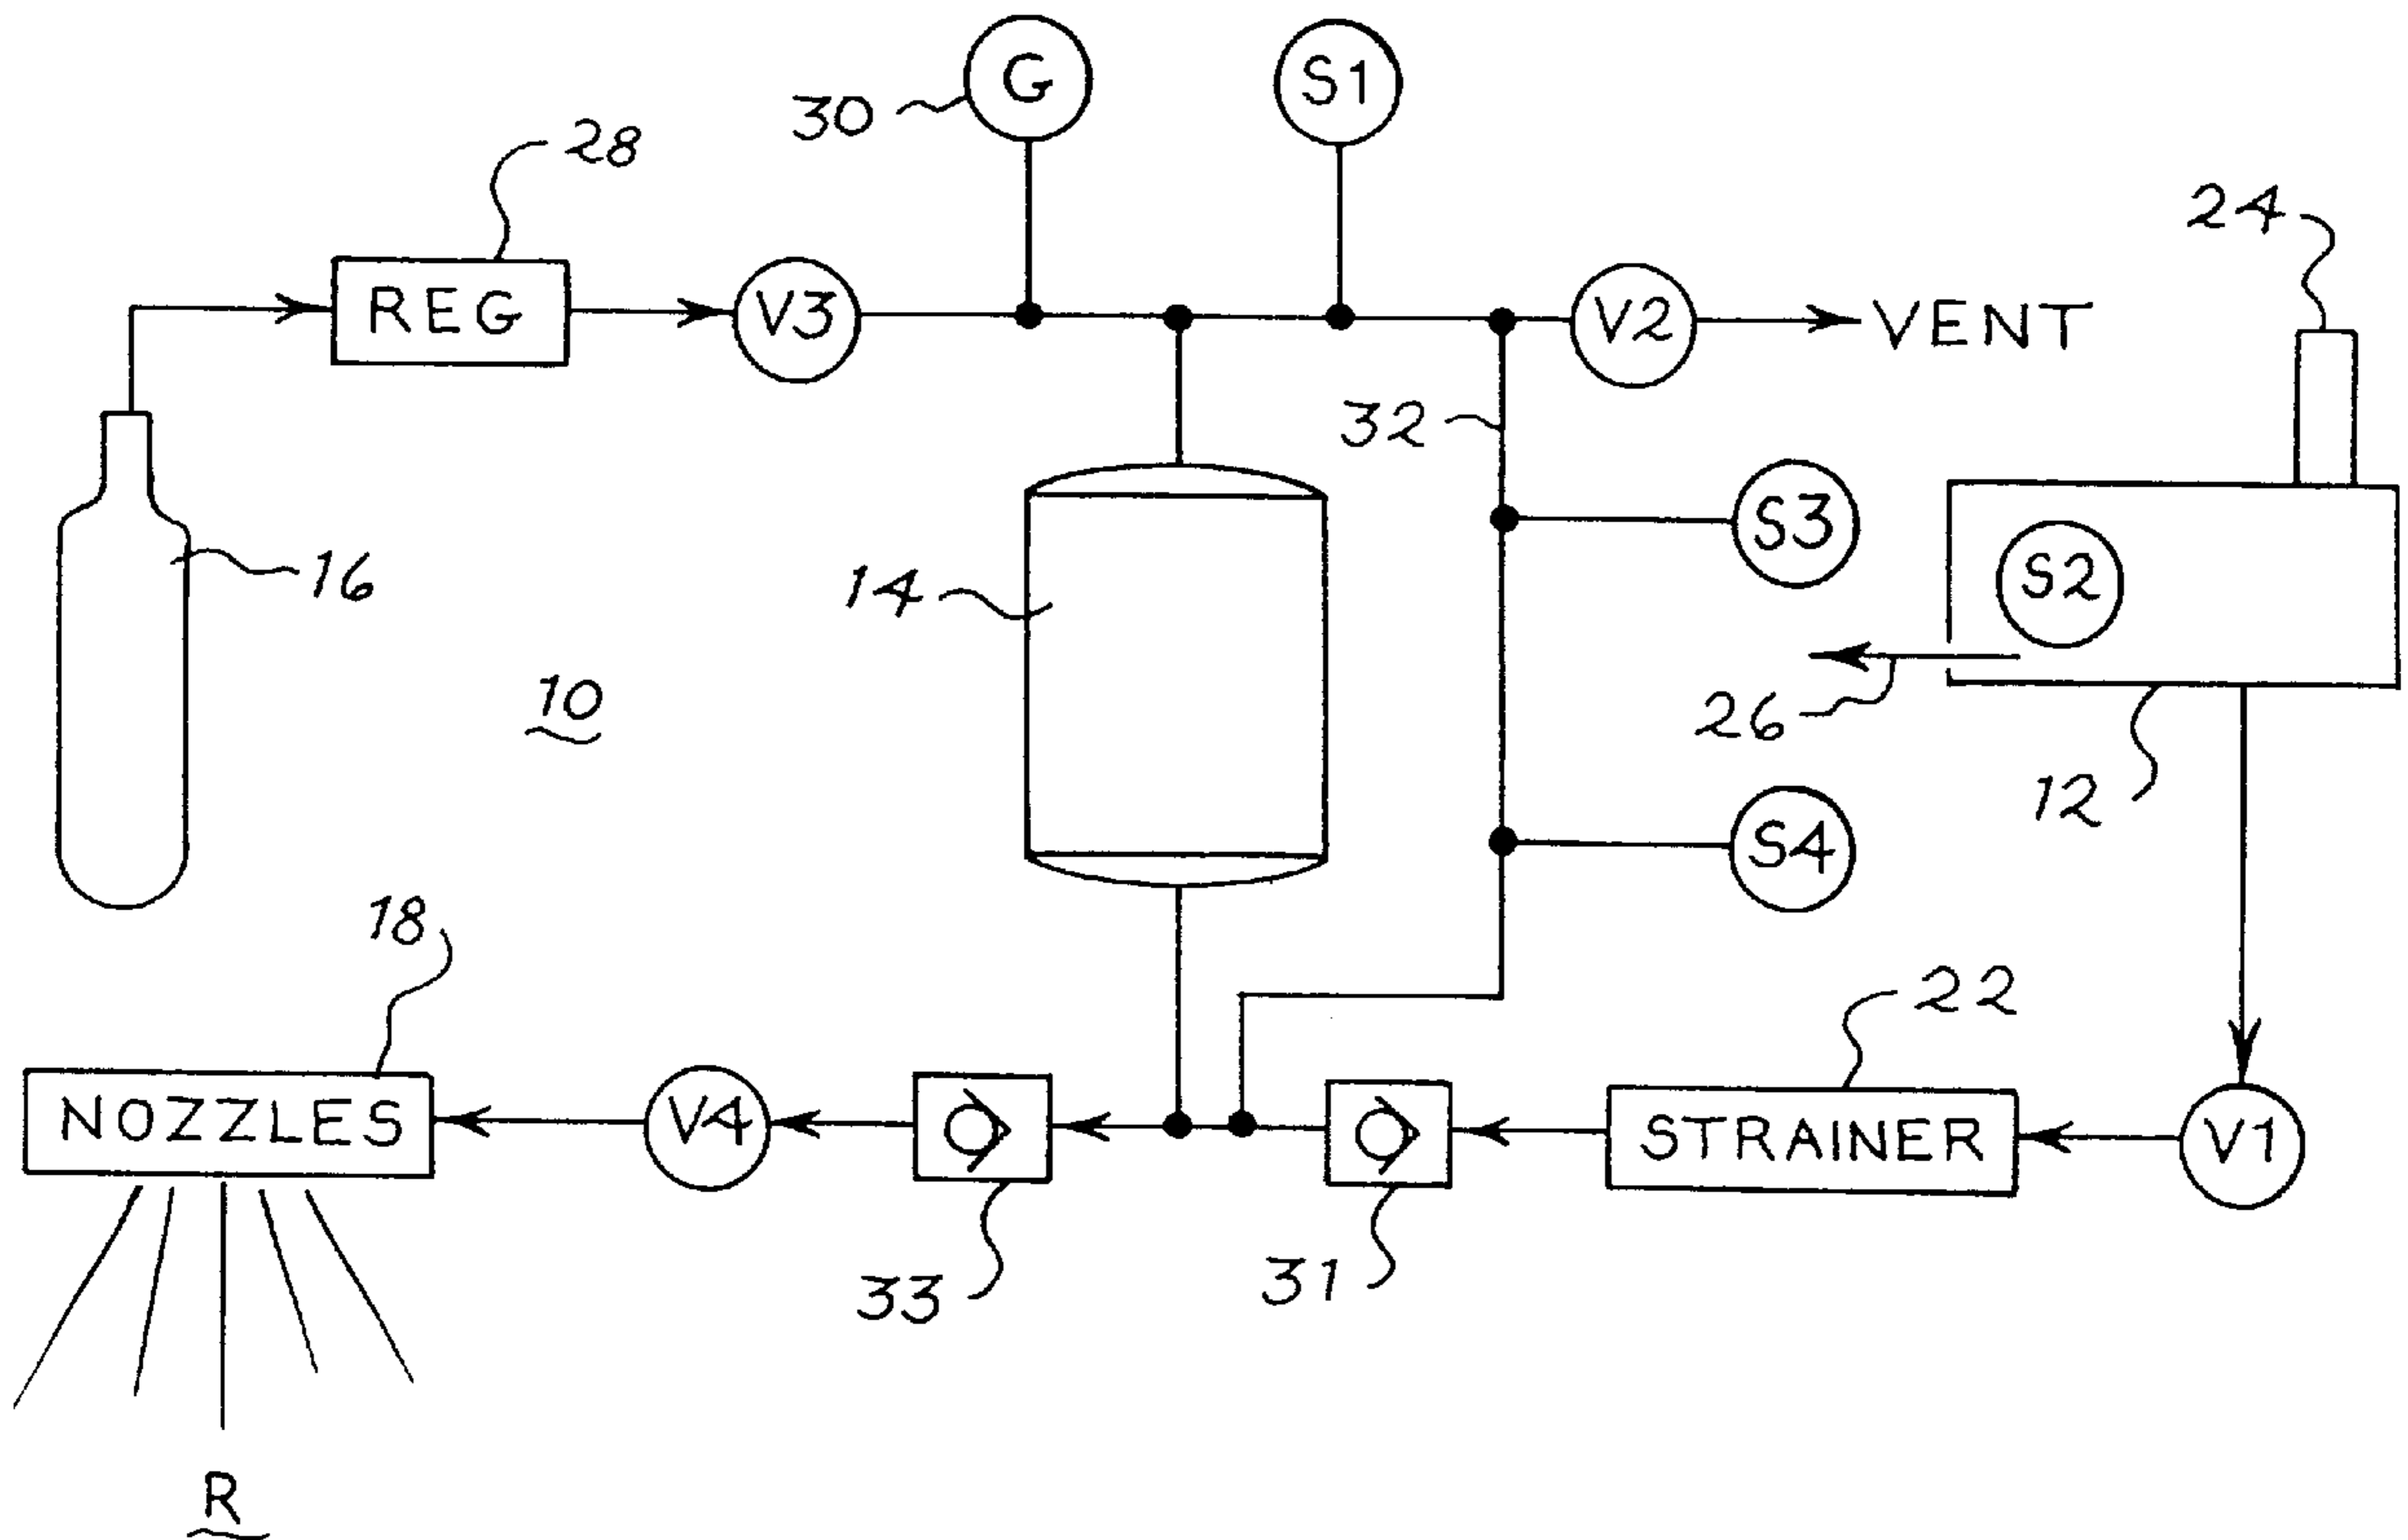 G
S1
30
28
24
REG
V3
V2
VENT
32
16
14
S3
S2
10
26
12
S4
18
22
NOZZLES
V4
STRAINER
V1
33
31
R